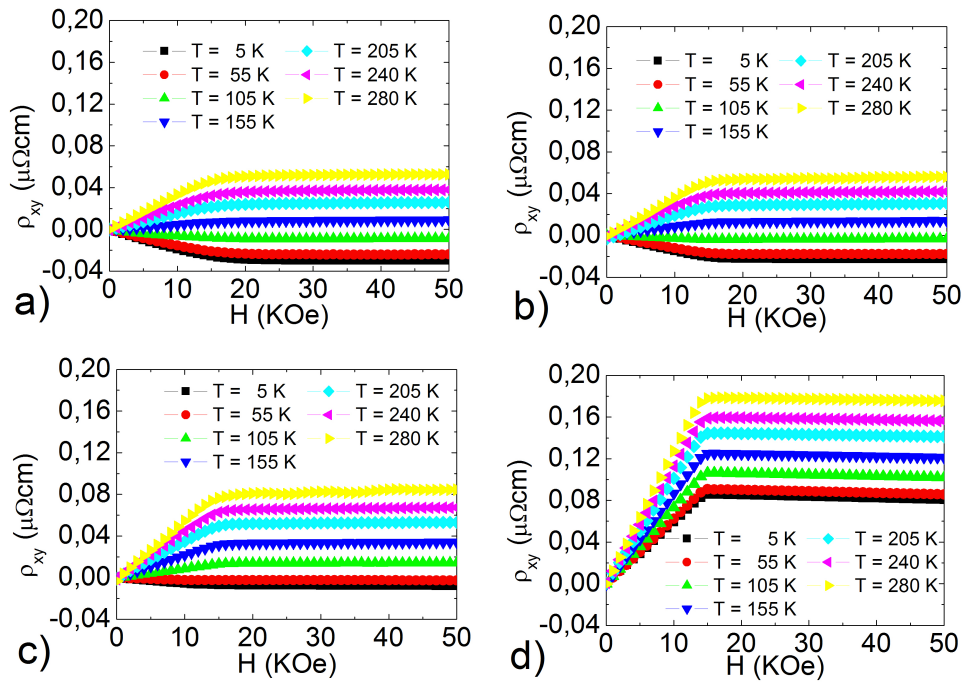 0,20
0,16
0,12
0,08
0,04
0,00
-0,04
ρxy (μΩcm)
T = 5 K
T = 55 K
T = 105 K
T = 155 K
T = 205 K
T = 240 K
T = 280 K
0 10 20 30 40 50
H (KOe)
a)
0,20
0,16
0,12
0,08
0,04
0,00
-0,04
ρxy (μΩcm)
T = 5 K
T = 55 K
T = 105 K
T = 155 K
T = 205 K
T = 240 K
T = 280 K
0 10 20 30 40 50
H (KOe)
b)
0,20
0,16
0,12
0,08
0,04
0,00
-0,04
ρxy (μΩcm)
T = 5 K
T = 55 K
T = 105 K
T = 155 K
T = 205 K
T = 240 K
T = 280 K
0 10 20 30 40 50
H (KOe)
c)
0,20
0,16
0,12
0,08
0,04
0,00
-0,04
ρxy (μΩcm)
T = 5 K
T = 55 K
T = 105 K
T = 155 K
T = 205 K
T = 240 K
T = 280 K
0 10 20 30 40 50
H (KOe)
d)